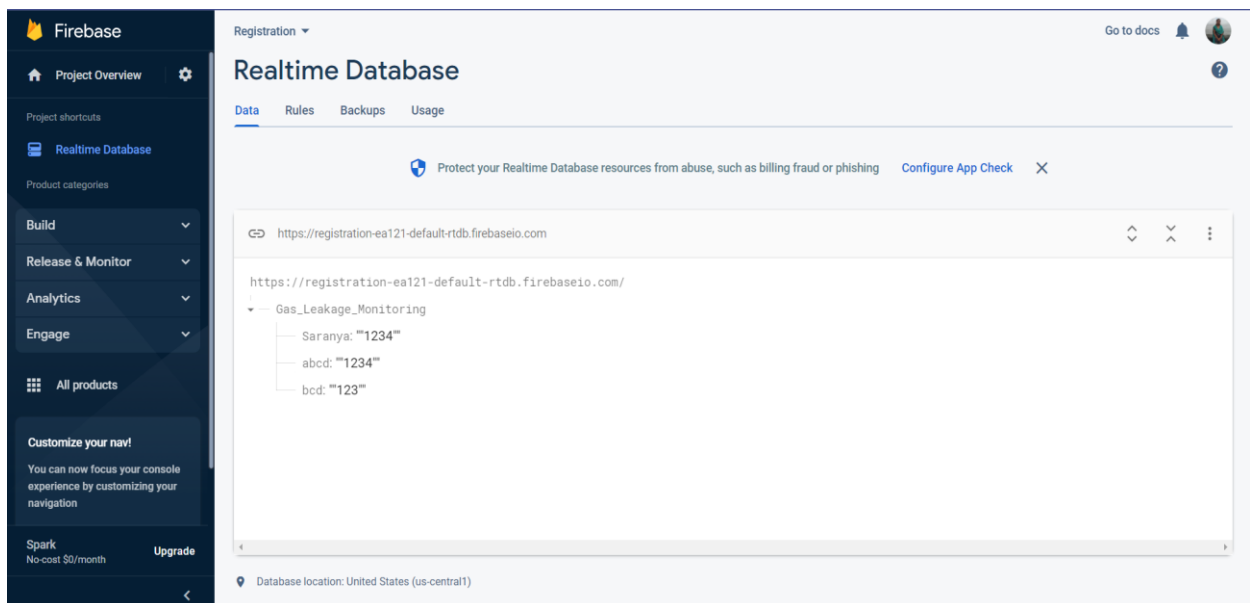 Firebase
Project Overview
Project shortcuts
Realtime Database
Product categories
Build
Release & Monitor
Analytics
Engage
All products
Customize your nav!
You can now focus your console
experience by customizing your
navigation
Spark
No-cost $0/month
Upgrade
Registration
Go to docs
Realtime Database
Data Rules Backups Usage
Protect your Realtime Database resources from abuse, such as billing fraud or phishing Configure App Check
https://registration-ea121-default-rtdb.firebaseio.com
https://registration-ea121-default-rtdb.firebaseio.com/
Gas_Leakage_Monitoring
Saranya: ""1234""
abcd: ""1234""
bcd: ""123""
Database location: United States (us-central1)